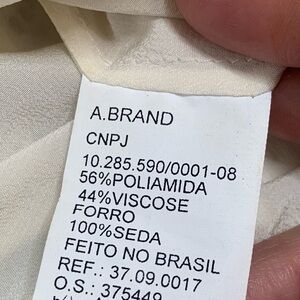 A.BRAND
CNPJ
10.285.590/0001-08
56%POLIAMIDA
44%VISCOSE
FORRO
100%SEDA
FEITO NO BRASIL
REF.: 37.09.0017
O.S.: 375449